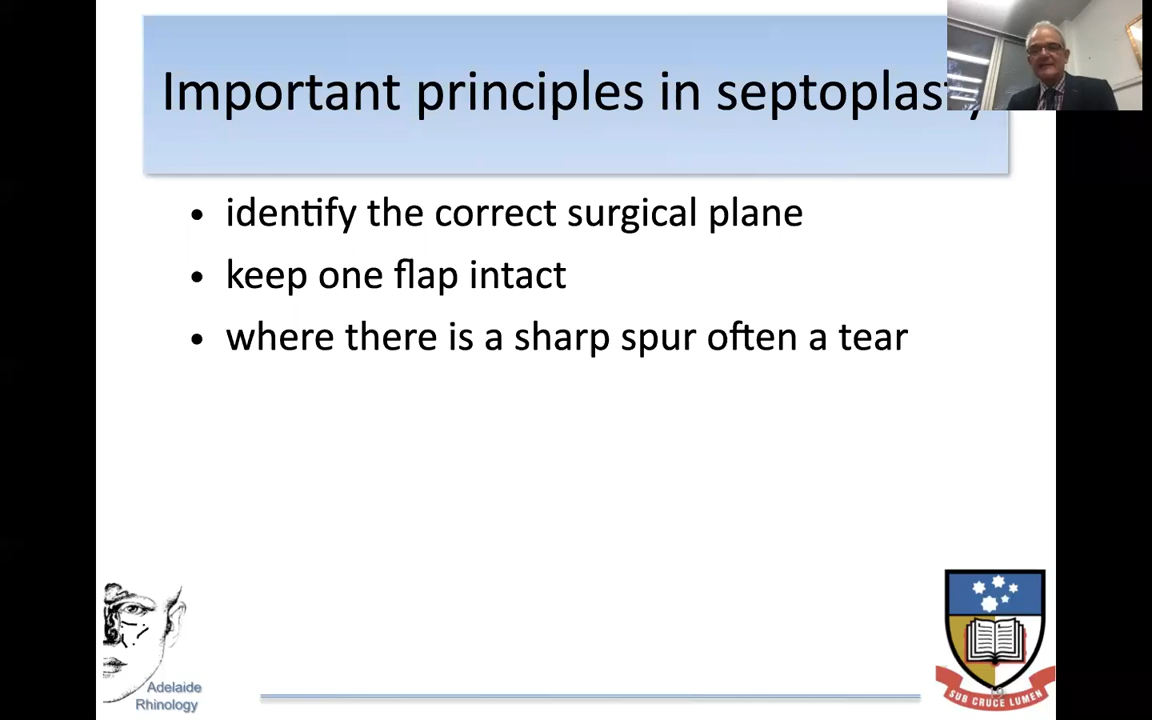 Important principles in septoplasty
identify the correct surgical plane
keep one flap intact
where there is a sharp spur often a tear
Adelaide
Rhinology
SUB CRUCE LUMEN